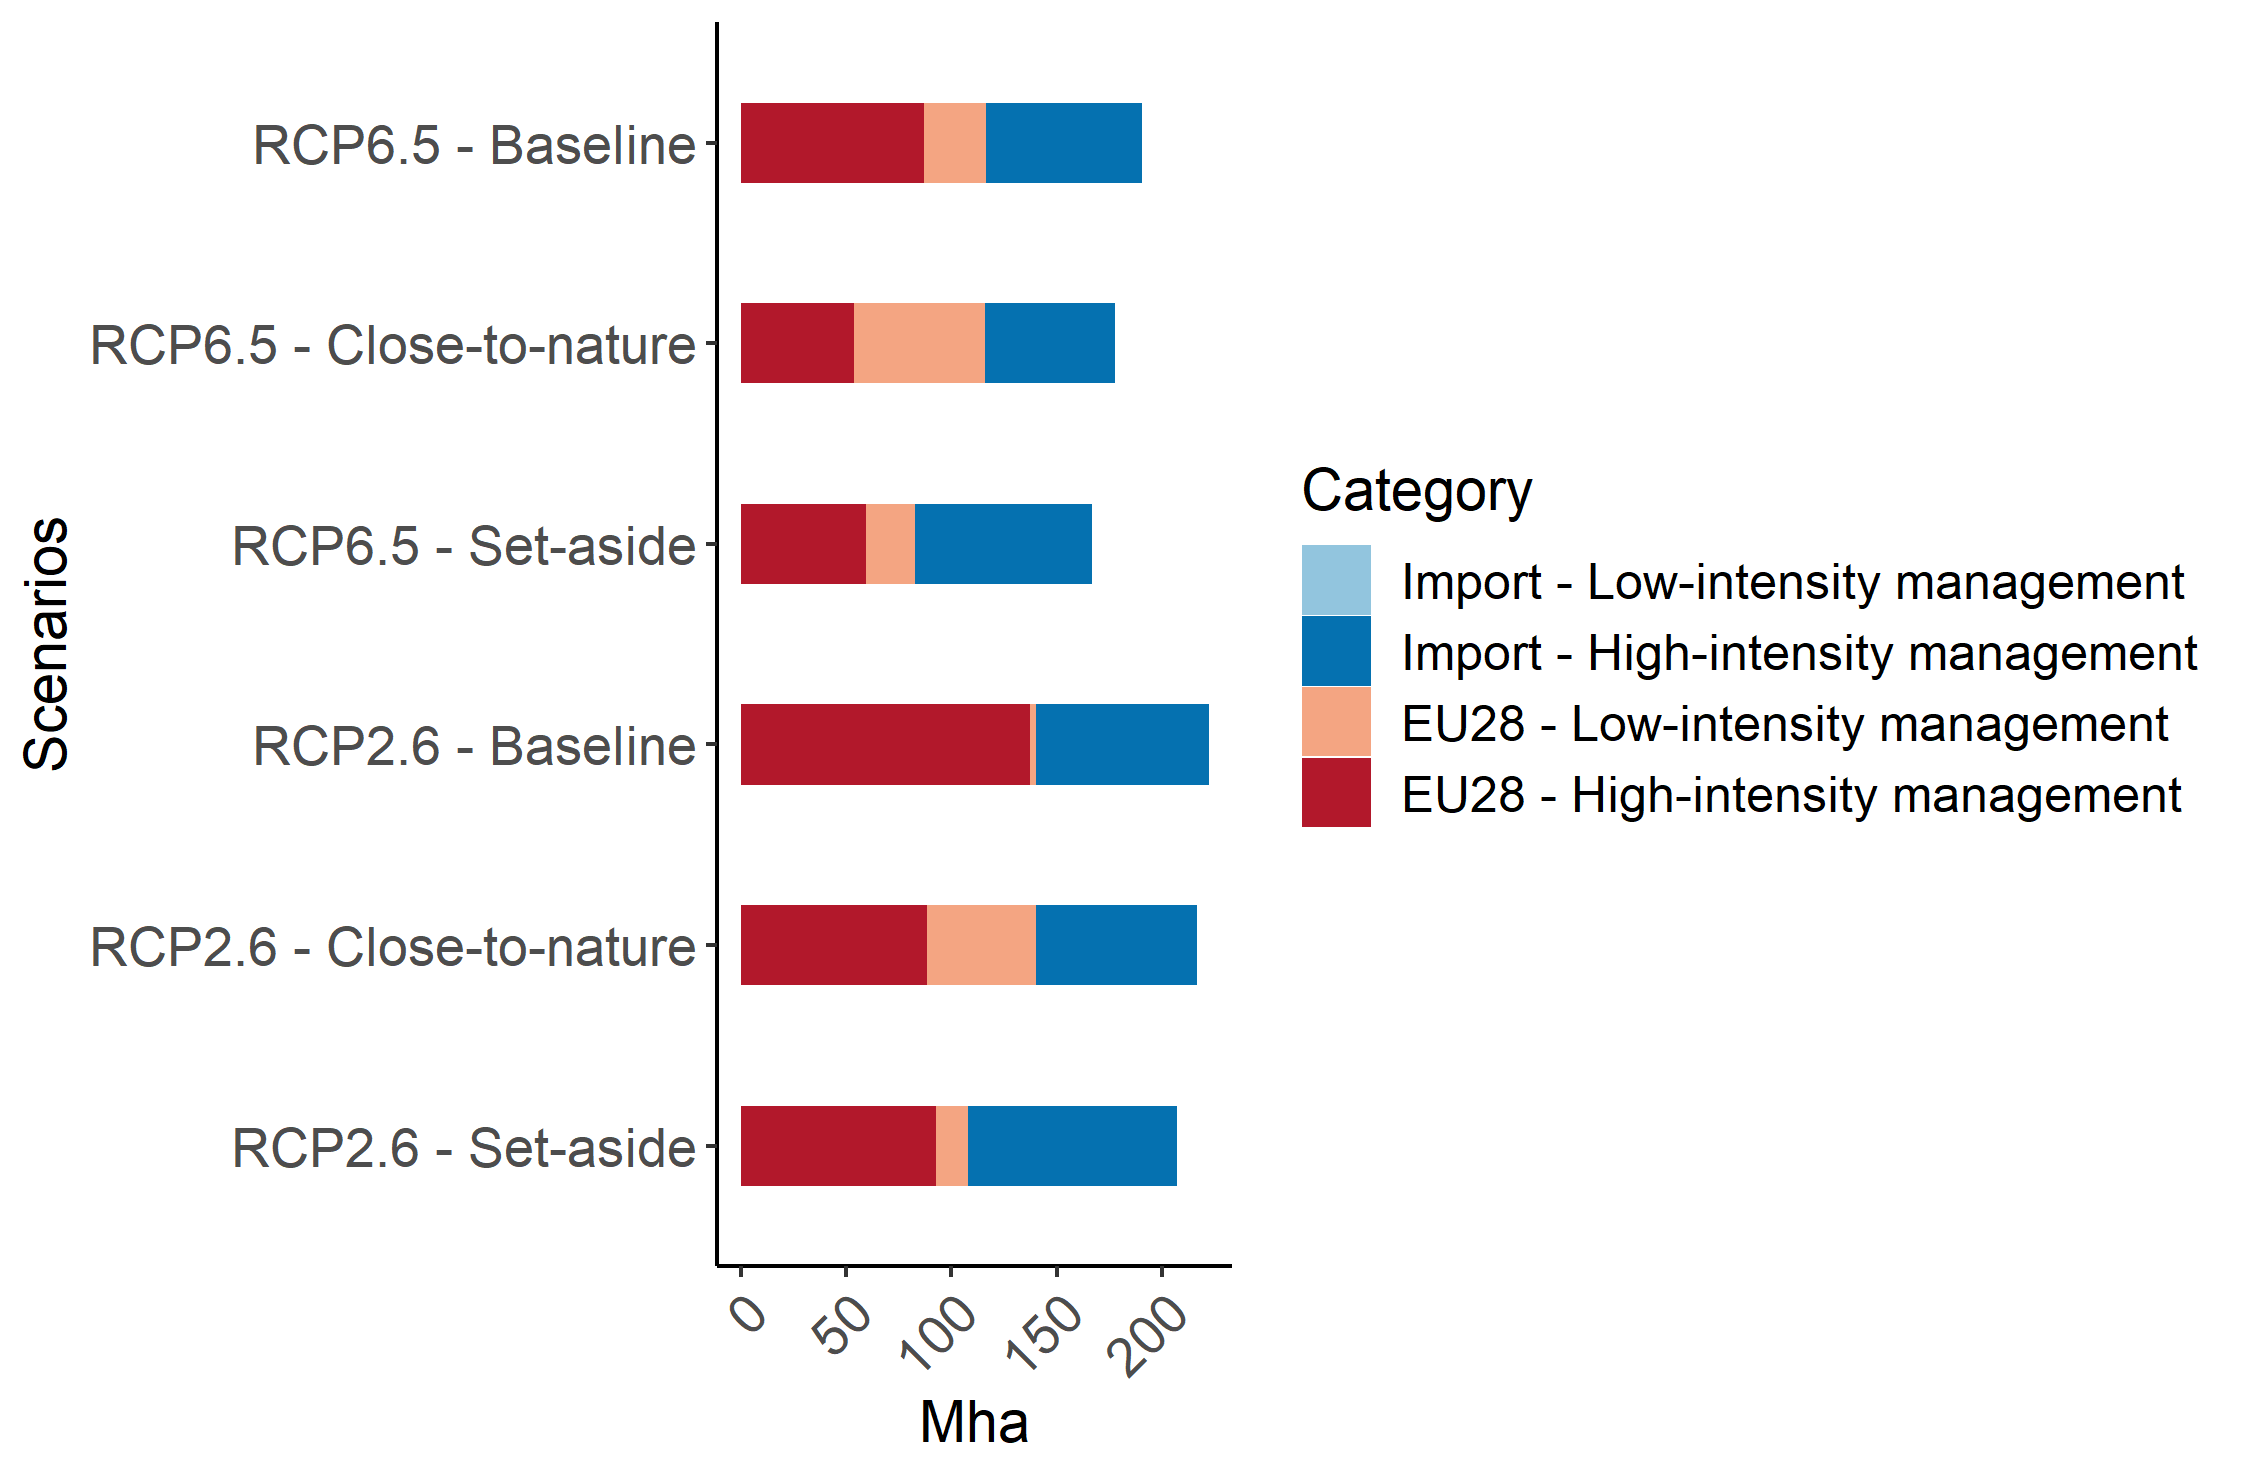 Scenarios
RCP6.5 - Baseline
RCP6.5 - Close-to-nature
RCP6.5 - Set-aside
RCP2.6 - Baseline
RCP2.6 - Close-to-nature
RCP2.6 - Set-aside
0
50
100
150
200
Mha
Category
Import - Low-intensity management
Import - High-intensity management
EU28 - Low-intensity management
EU28 - High-intensity management